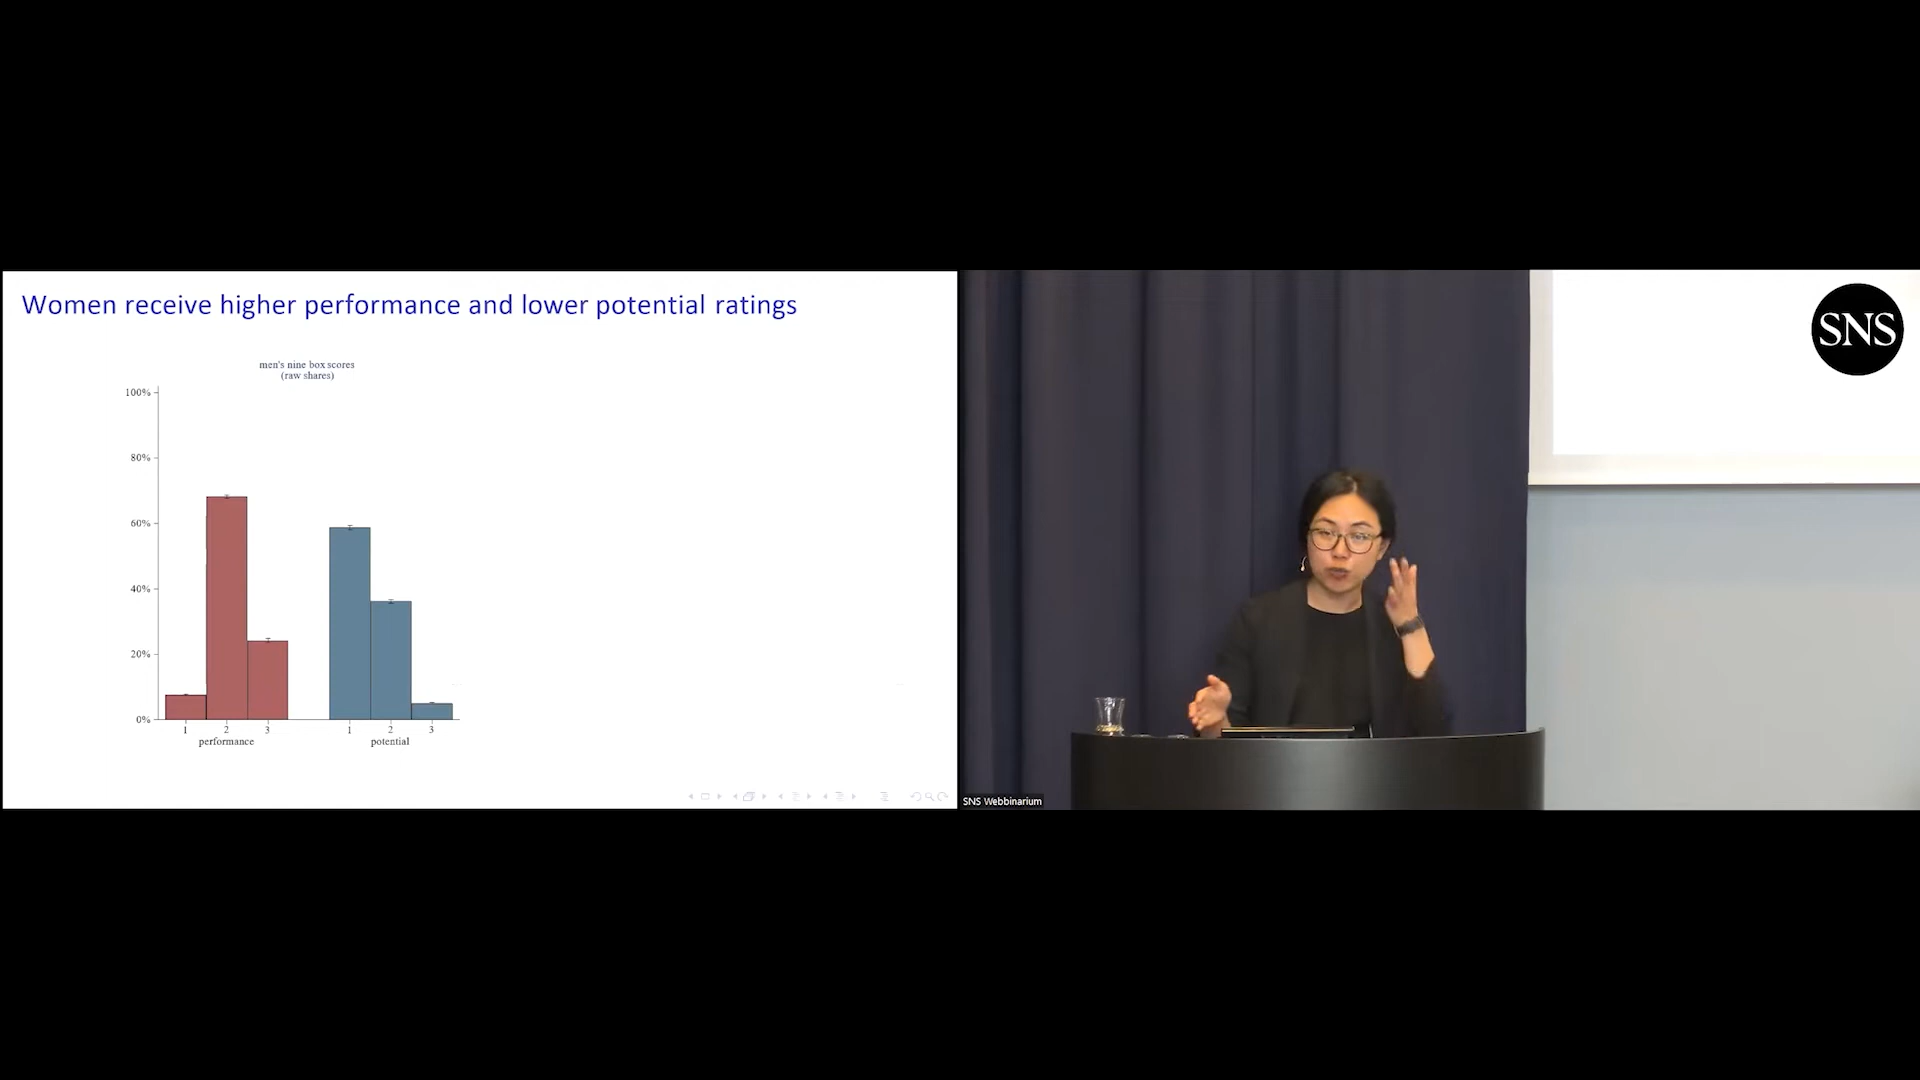 Women receive higher performance and lower potential ratings
men's nine box scores
(raw shares)
100%
80%
60%
40%
20%
0%
1 2 3 1 2 3
performance potential
SNS
SNS Webbinarium